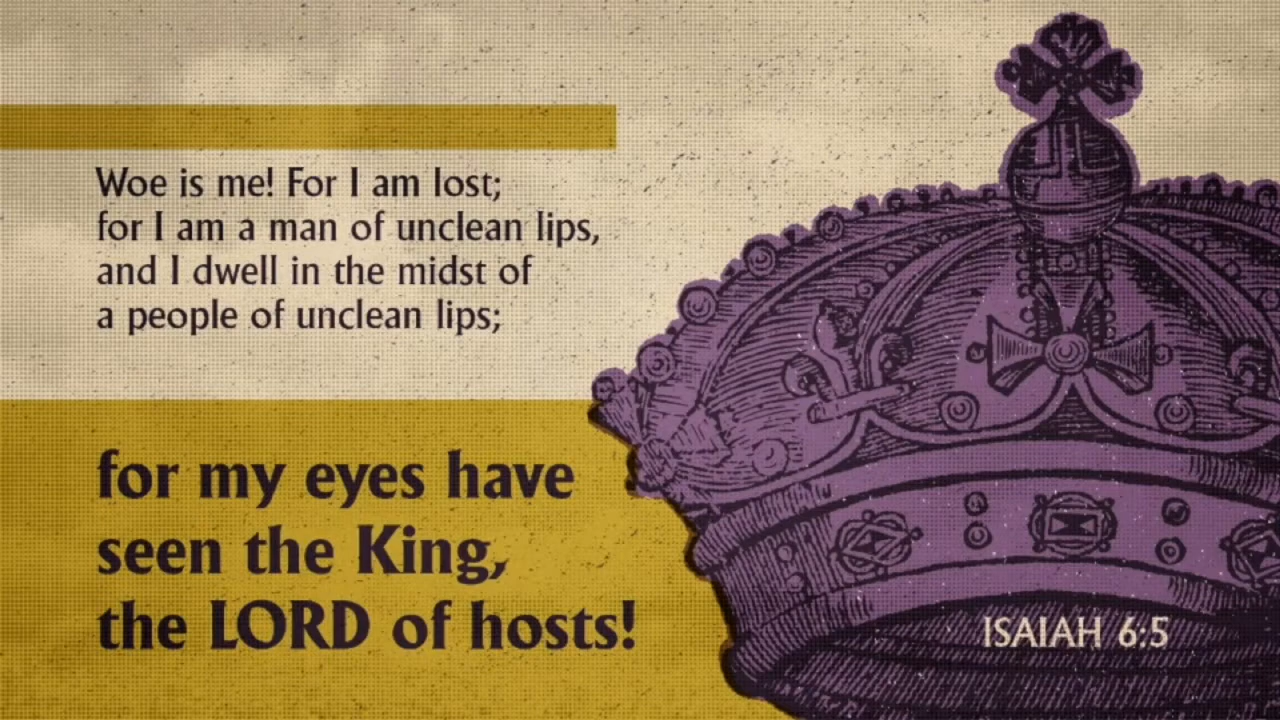 Woe is me! For I am lost;
for I am a man of unclean lips,
and I dwell in the midst of
a people of unclean lips;
for my eyes have
seen the King,
the LORD of hosts!
ISAIAH 6:5